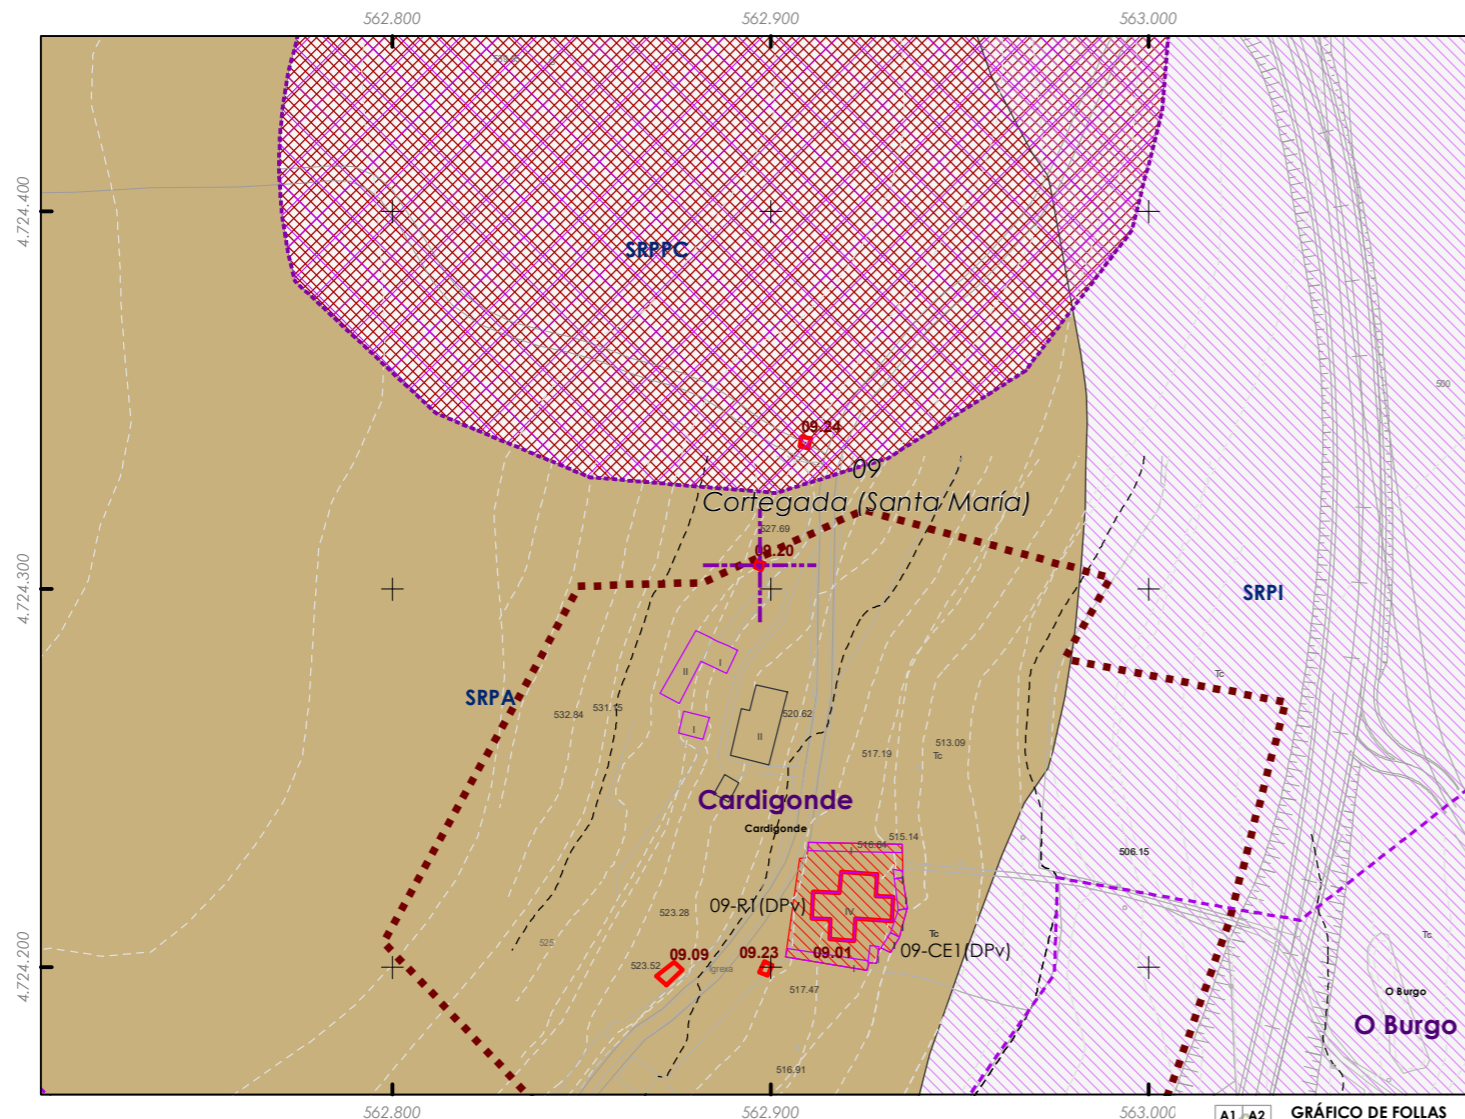 562.800
562.900
563.000
4.724.400
SRPPC
500
09.24
09
Cortegada (Santa María)
527.69
09.20
4.724.300
SRPI
I
II
Tc
SRPA
531.15
532.84
520.62
I
II
513.09
517.19
Tc
Cardigonde
Cardigonde
515.14
516.64
I
506.15
09-R1(DPv)
IV
523.28
Tc
Tc
525
09-CE1(DPv)
09.09
09.23
09.01
523.52
Igrexa
I
4.724.200
517.47
O Burgo
O Burgo
516.91
562.800
562.900
563.000
A1 A2
GRÁFICO DE FOLLAS